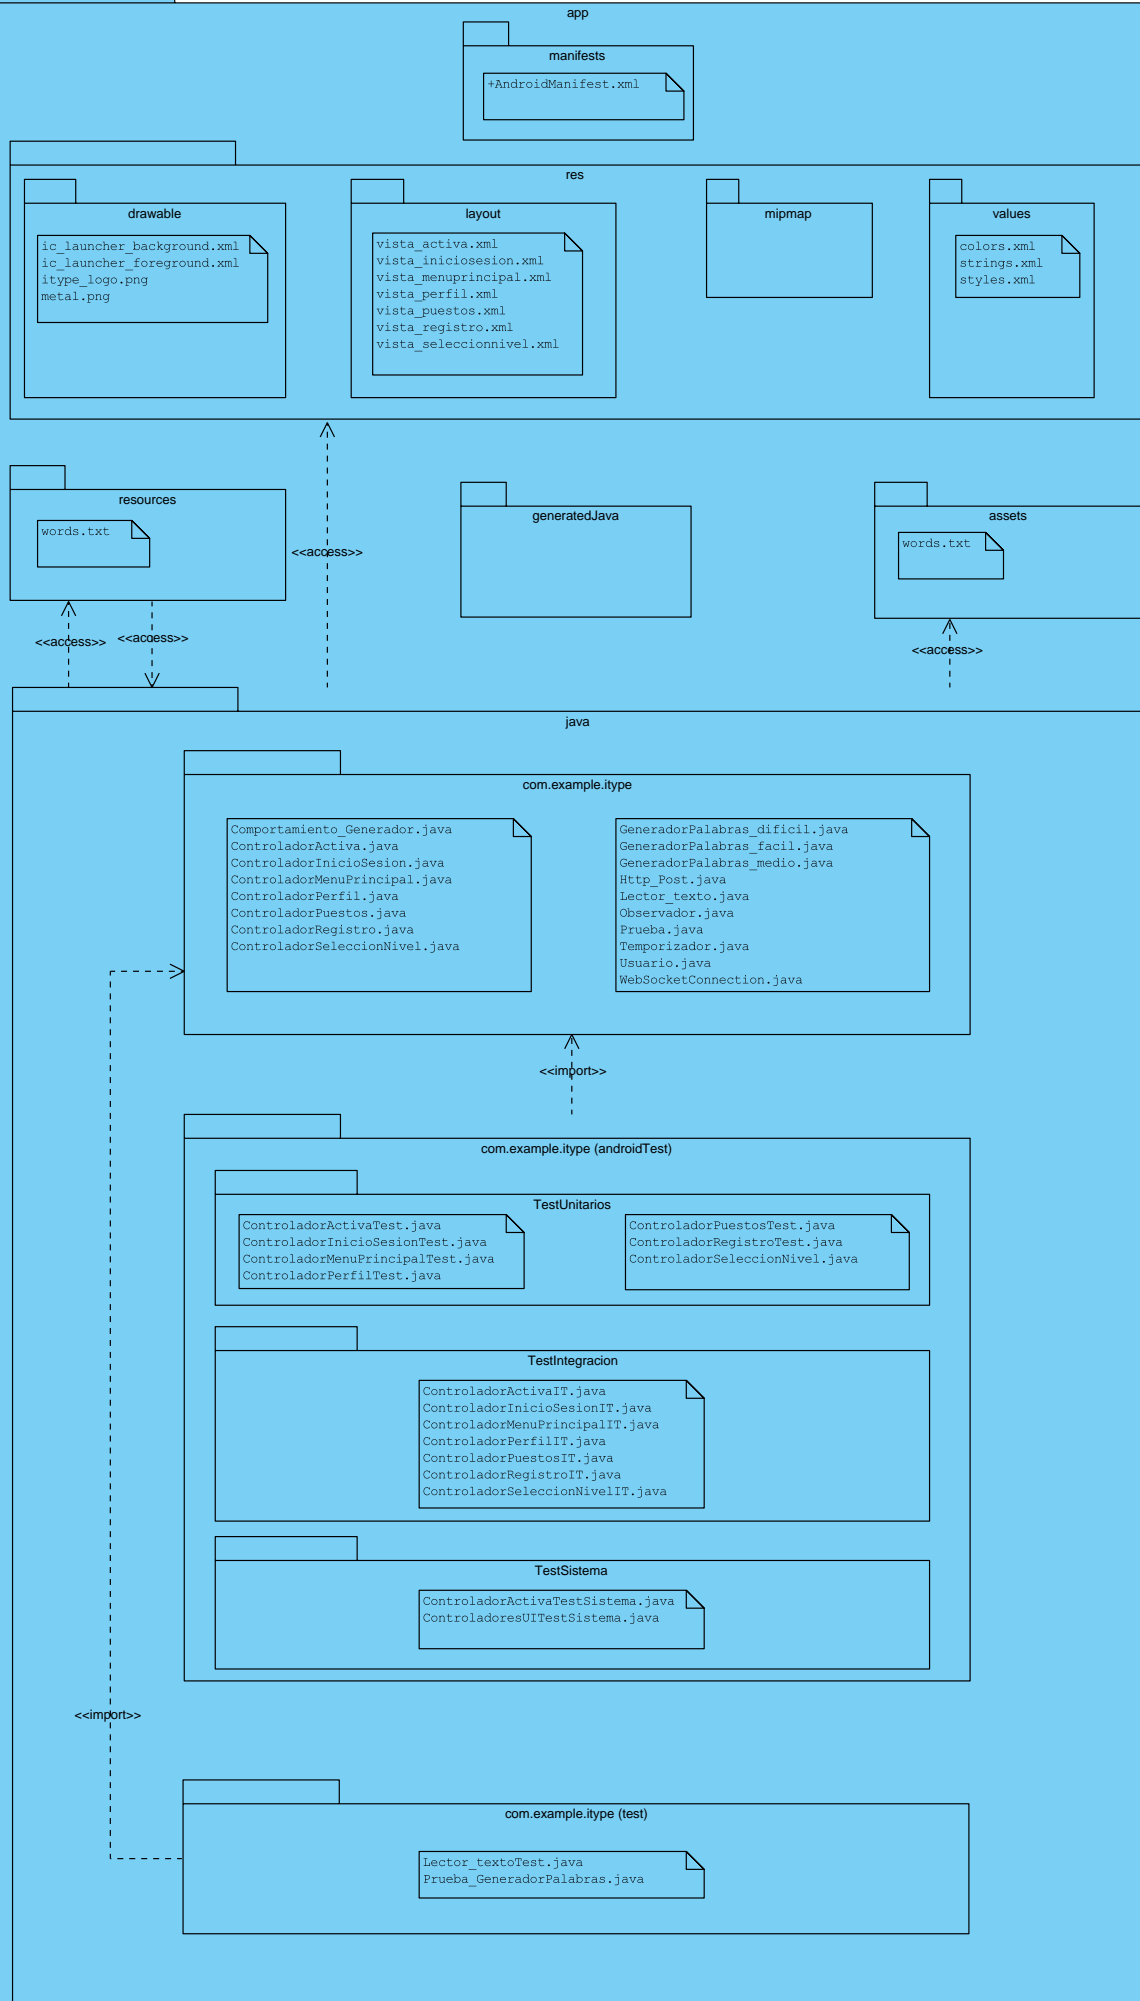 app
manifests
+AndroidManifest.xml
res
drawable
ic_launcher_background.xml
ic_launcher_foreground.xml
itype_logo.png
metal.png
layout
vista_activa.xml
vista_iniciosesion.xml
vista_menuprincipal.xml
vista_perfil.xml
vista_puestos.xml
vista_registro.xml
vista_seleccionnivel.xml
mipmap
values
colors.xml
strings.xml
styles.xml
resources
words.txt
<<access>>
generatedJava
assets
words.txt
<<access>>
<<access>>
<<access>>
java
com.example.itype
Comportamiento_Generador.java
ControladorActiva.java
ControladorInicioSesion.java
ControladorMenuPrincipal.java
ControladorPerfil.java
ControladorPuestos.java
ControladorRegistro.java
ControladorSeleccionNivel.java
GeneradorPalabras_dificil.java
GeneradorPalabras_facil.java
GeneradorPalabras_medio.java
Http_Post.java
Lector_texto.java
Observador.java
Prueba.java
Temporizador.java
Usuario.java
WebSocketConnection.java
<<import>>
com.example.itype (androidTest)
TestUnitarios
ControladorActivaTest.java
ControladorInicioSesionTest.java
ControladorMenuPrincipalTest.java
ControladorPerfilTest.java
ControladorPuestosTest.java
ControladorRegistroTest.java
ControladorSeleccionNivel.java
TestIntegracion
ControladorActivaIT.java
ControladorInicioSesionIT.java
ControladorMenuPrincipalIT.java
ControladorPerfilIT.java
ControladorPuestosIT.java
ControladorRegistroIT.java
ControladorSeleccionNivelIT.java
TestSistema
ControladorActivaTestSistema.java
ControladoresUITestSistema.java
<<import>>
com.example.itype (test)
Lector_textoTest.java
Prueba_GeneradorPalabras.java